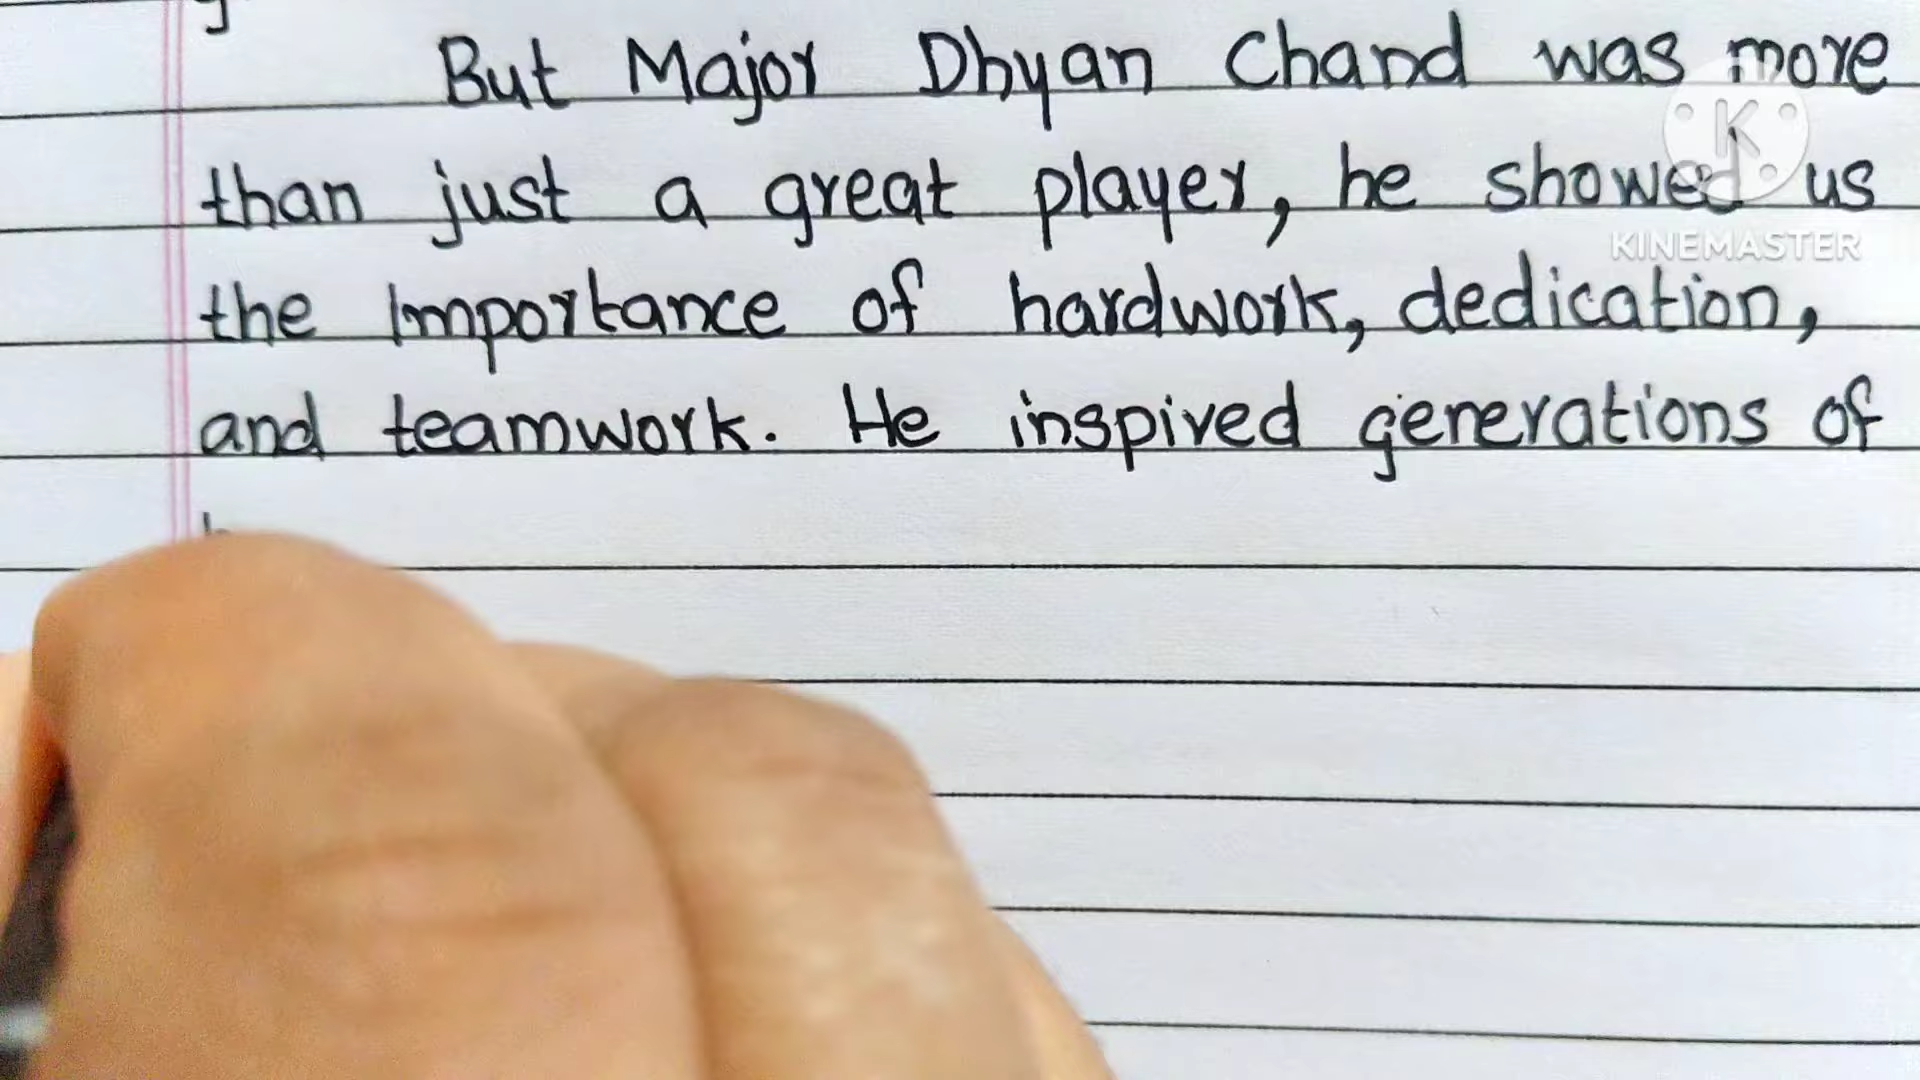 But Major Dhyan Chand was more
than just a great player, he showed us
KINEMASTER
the Importance of hardwork, dedication,
and teamwork. He inspired generations of